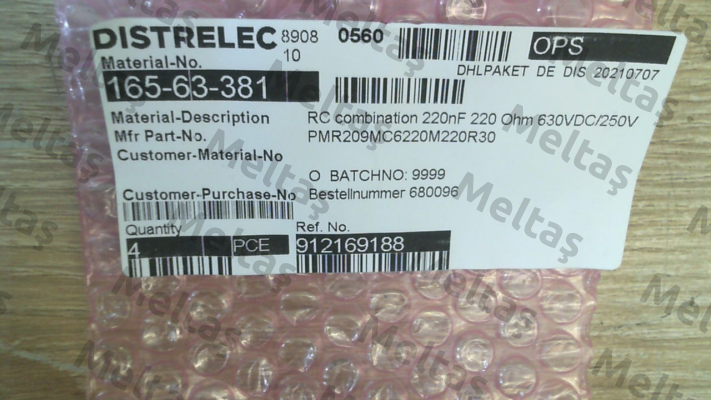 DISTRELEC 8908 0560 OPS
10
Material-No. DHLPAKET DE DIS 20210707
165-63-381
Material-Description RC combination 220nF 220 Ohm 630VDC/250V
Mfr Part-No. PMR209MC6220M220R30
Customer-Material-No
O BATCHNO: 9999
Customer-Purchase-No Bestellnummer 680096
Quantity Ref. No.
4 PCE 912169188
Meltaş